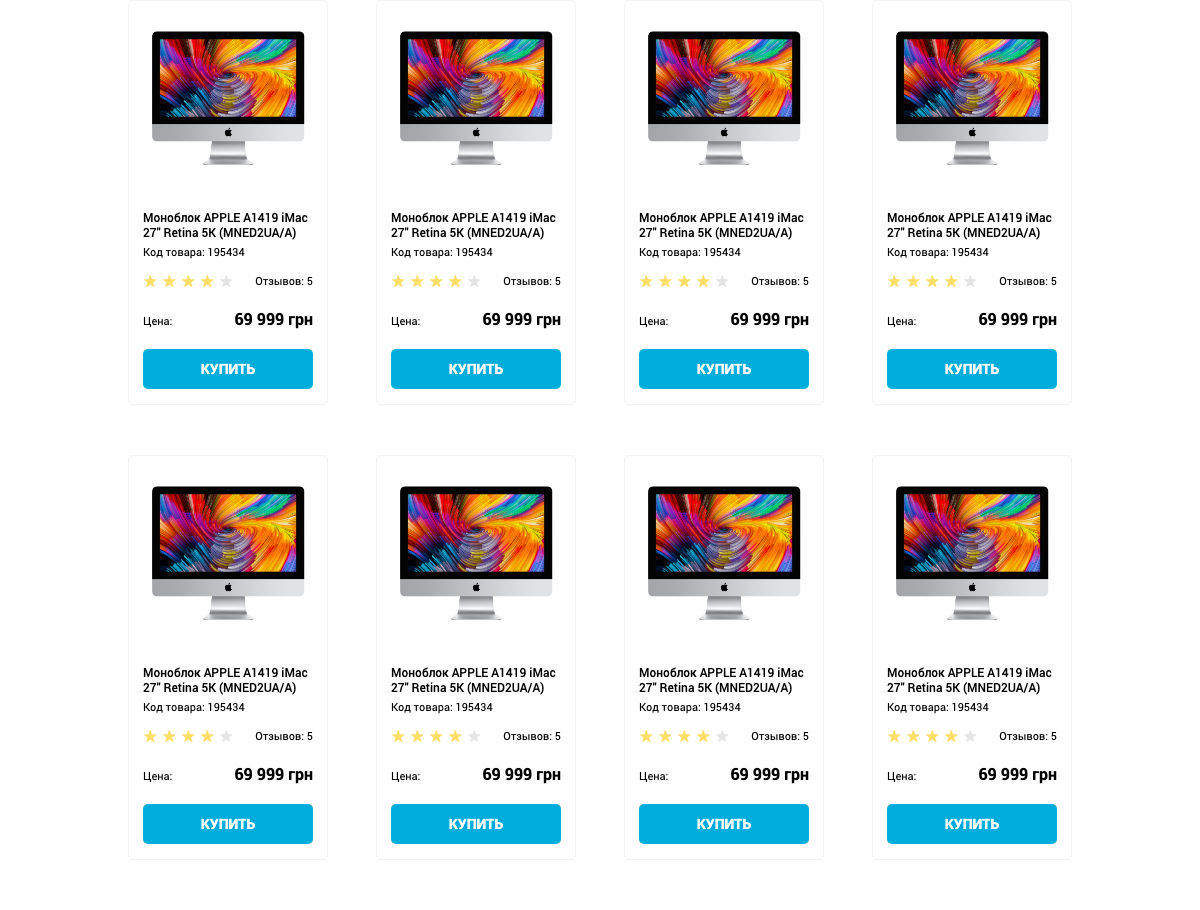 Моноблок APPLE A1419 iMac
27" Retina 5K (MNED2UA/A)
Код товара: 195434
Отзывов: 5
Цена: 69 999 грн
КУПИТЬ
Моноблок APPLE A1419 iMac
27" Retina 5K (MNED2UA/A)
Код товара: 195434
Отзывов: 5
Цена: 69 999 грн
КУПИТЬ
Моноблок APPLE A1419 iMac
27" Retina 5K (MNED2UA/A)
Код товара: 195434
Отзывов: 5
Цена: 69 999 грн
КУПИТЬ
Моноблок APPLE A1419 iMac
27" Retina 5K (MNED2UA/A)
Код товара: 195434
Отзывов: 5
Цена: 69 999 грн
КУПИТЬ
Моноблок APPLE A1419 iMac
27" Retina 5K (MNED2UA/A)
Код товара: 195434
Отзывов: 5
Цена: 69 999 грн
КУПИТЬ
Моноблок APPLE A1419 iMac
27" Retina 5K (MNED2UA/A)
Код товара: 195434
Отзывов: 5
Цена: 69 999 грн
КУПИТЬ
Моноблок APPLE A1419 iMac
27" Retina 5K (MNED2UA/A)
Код товара: 195434
Отзывов: 5
Цена: 69 999 грн
КУПИТЬ
Моноблок APPLE A1419 iMac
27" Retina 5K (MNED2UA/A)
Код товара: 195434
Отзывов: 5
Цена: 69 999 грн
КУПИТЬ